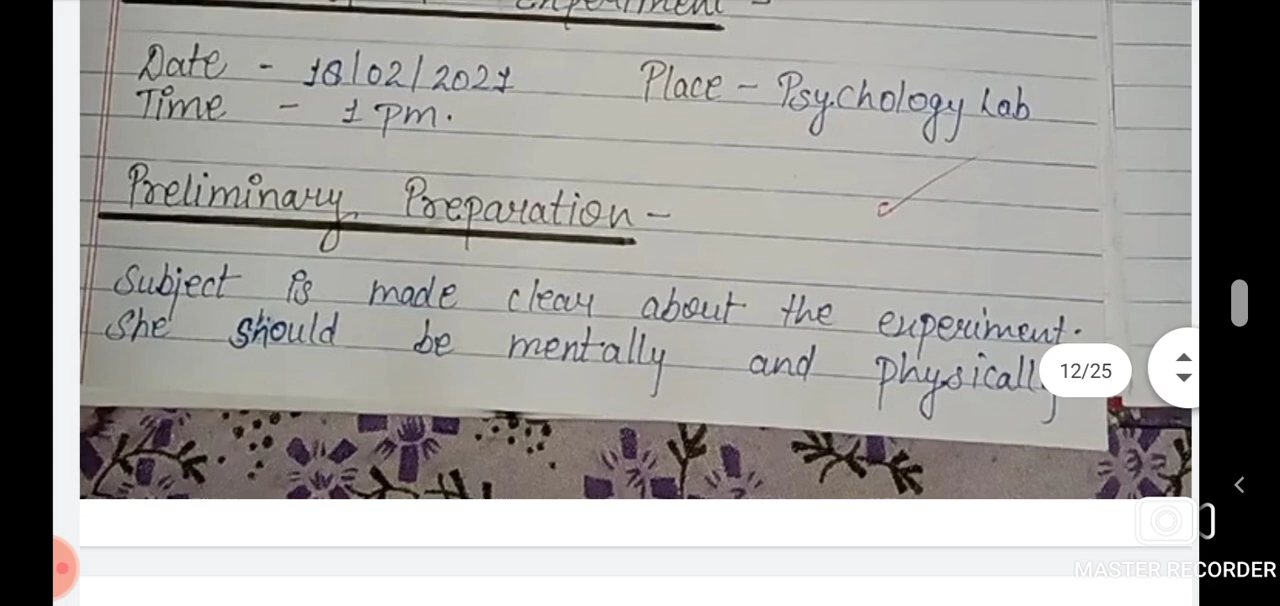 Experiment -
Date - 18/02/2021 Place - Psychology Lab
Time - 1 pm.
Preliminary Preparation -
Subject is made clear about the experiment.
She should be mentally and physically
12/25
MASTER RECORDER